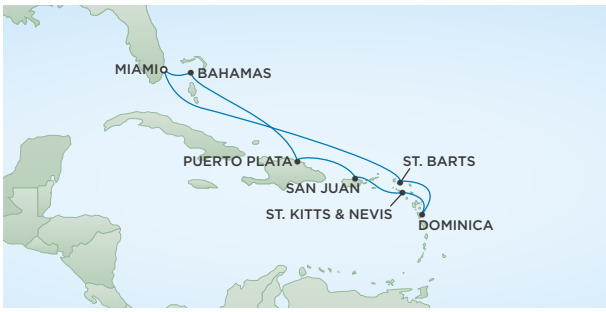 MIAMI
BAHAMAS
PUERTO PLATA
ST. BARTS
SAN JUAN
ST. KITTS & NEVIS
DOMINICA